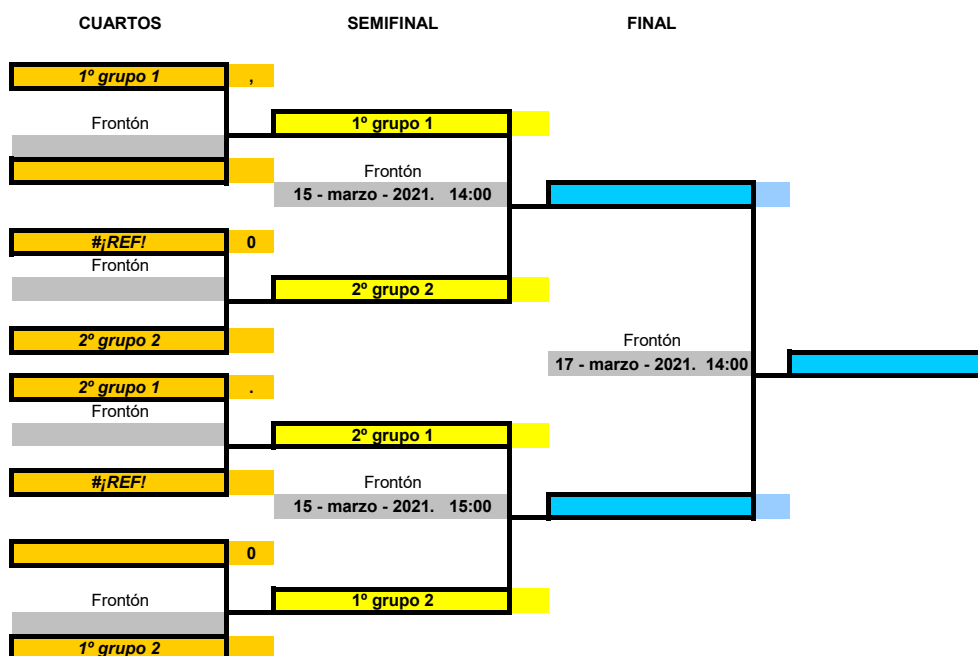 CUARTOS SEMIFINAL FINAL
1º grupo 1 ,
Frontón 1º grupo 1
Frontón
15 - marzo - 2021. 14:00
#¡REF! 0
Frontón
2º grupo 2
2º grupo 2 Frontón
17 - marzo - 2021. 14:00
2º grupo 1 .
Frontón
2º grupo 1
#¡REF! Frontón
15 - marzo - 2021. 15:00
0
Frontón 1º grupo 2
1º grupo 2